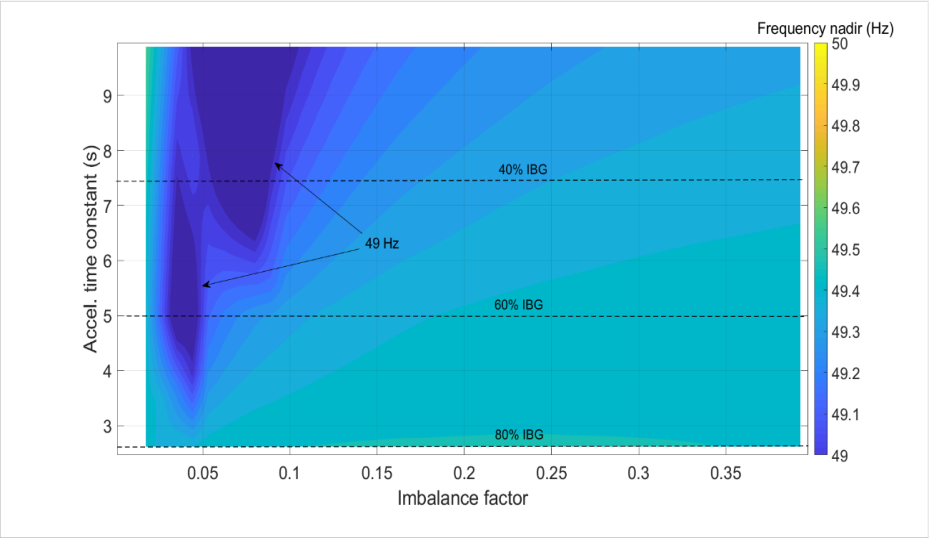 Frequency nadir (Hz)
50
49.9
49.8
49.7
49.6
49.5
49.4
49.3
49.2
49.1
49
Accel. time constant (s)
9
8
7
6
5
4
3
40% IBG
49 Hz
60% IBG
80% IBG
0.05 0.1 0.15 0.2 0.25 0.3 0.35
Imbalance factor